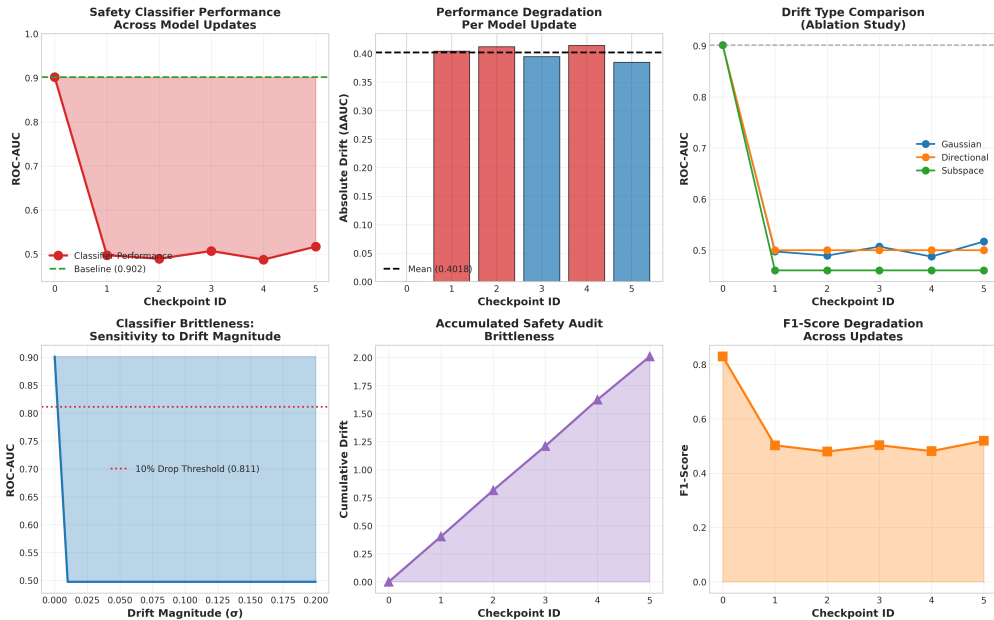 Safety Classifier Performance
Across Model Updates
1.0
0.9
0.8
0.7
0.6
0.5
ROC-AUC
Classifier Performance
Baseline (0.902)
0 1 2 3 4 5
Checkpoint ID
Performance Degradation
Per Model Update
0.40
0.35
0.30
0.25
0.20
0.15
0.10
0.05
0.00
Absolute Drift (ΔAUC)
Mean (0.4018)
0 1 2 3 4 5
Checkpoint ID
Drift Type Comparison
(Ablation Study)
0.9
0.8
0.7
0.6
0.5
ROC-AUC
Gaussian
Directional
Subspace
0 1 2 3 4 5
Checkpoint ID
Classifier Brittleness:
Sensitivity to Drift Magnitude
0.90
0.85
0.80
0.75
0.70
0.65
0.60
0.55
0.50
ROC-AUC
10% Drop Threshold (0.811)
0.000 0.025 0.050 0.075 0.100 0.125 0.150 0.175 0.200
Drift Magnitude (σ)
Accumulated Safety Audit
Brittleness
2.00
1.75
1.50
1.25
1.00
0.75
0.50
0.25
0.00
Cumulative Drift
0 1 2 3 4 5
Checkpoint ID
F1-Score Degradation
Across Updates
0.8
0.6
0.4
0.2
0.0
F1-Score
0 1 2 3 4 5
Checkpoint ID